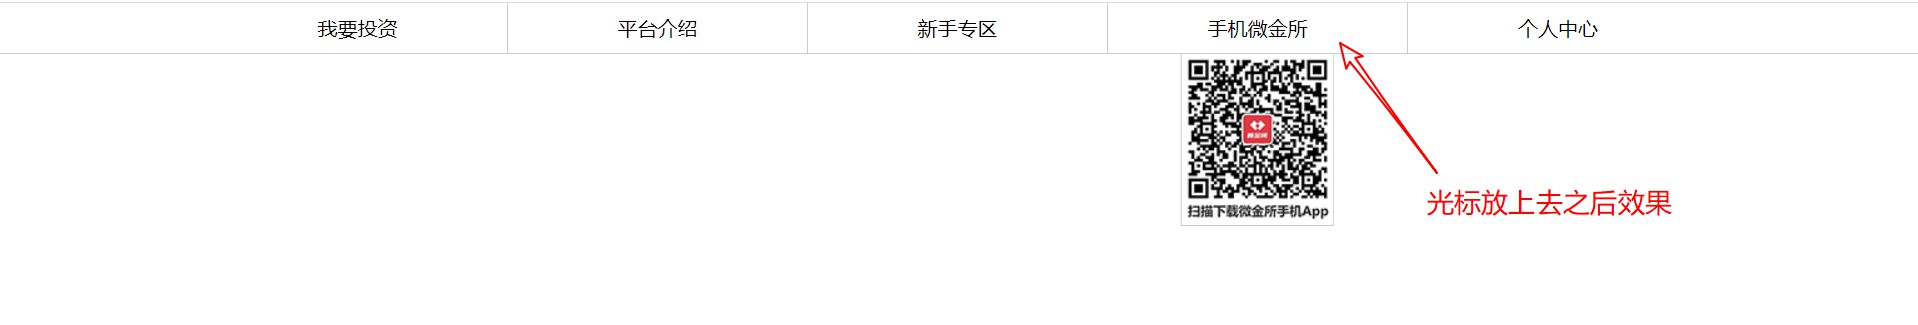 我要投资
平台介绍
新手专区
手机微金所
个人中心
扫描下载微金所手机App
光标放上去之后效果